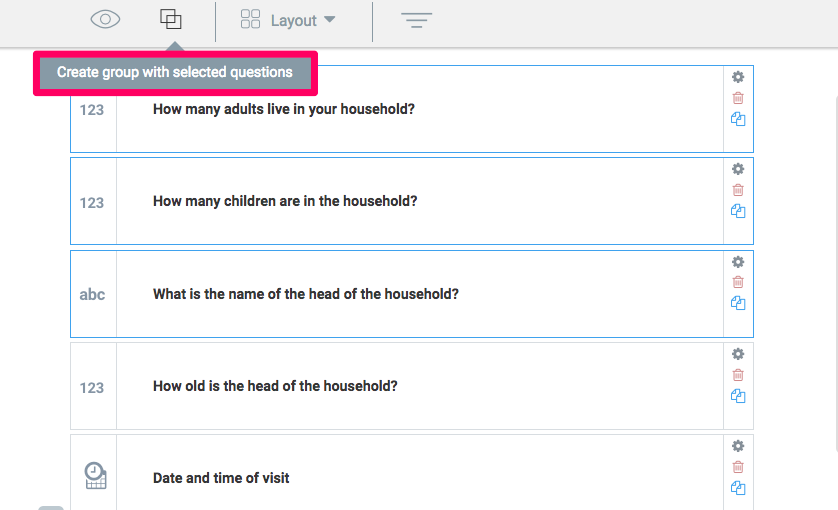 Layout
Create group with selected questions
123
How many adults live in your household?
123
How many children are in the household?
abc
What is the name of the head of the household?
123
How old is the head of the household?
Date and time of visit